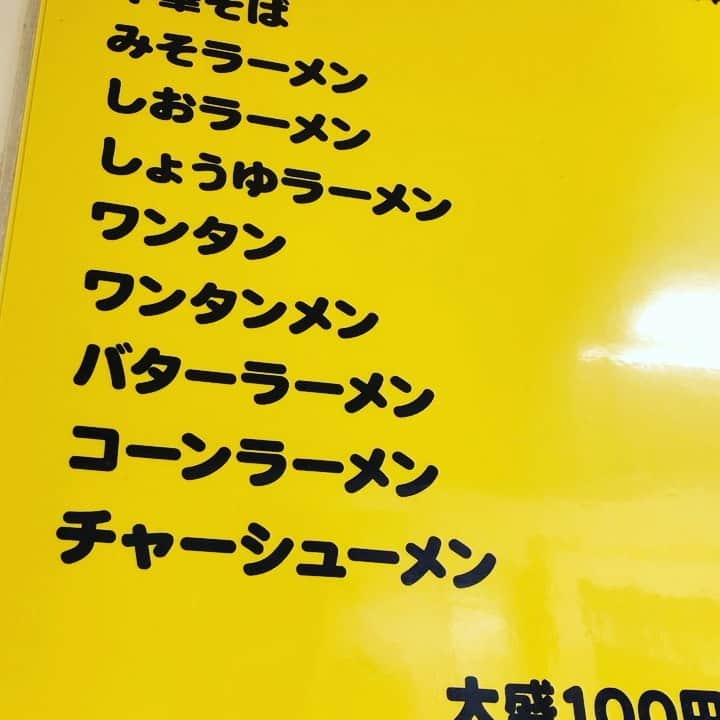 中華そば
みそラーメン
しおラーメン
しょうゆラーメン
ワンタン
ワンタンメン
バターラーメン
コーンラーメン
チャーシューメン
大盛100円